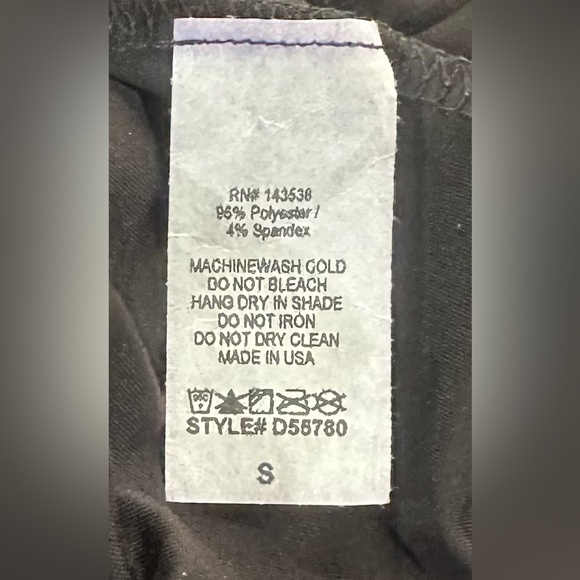 RN# 143536
96% Polyester /
4% Spandex
MACHINEWASH COLD
DO NOT BLEACH
HANG DRY IN SHADE
DO NOT IRON
DO NOT DRY CLEAN
MADE IN USA
STYLE# D55780
S